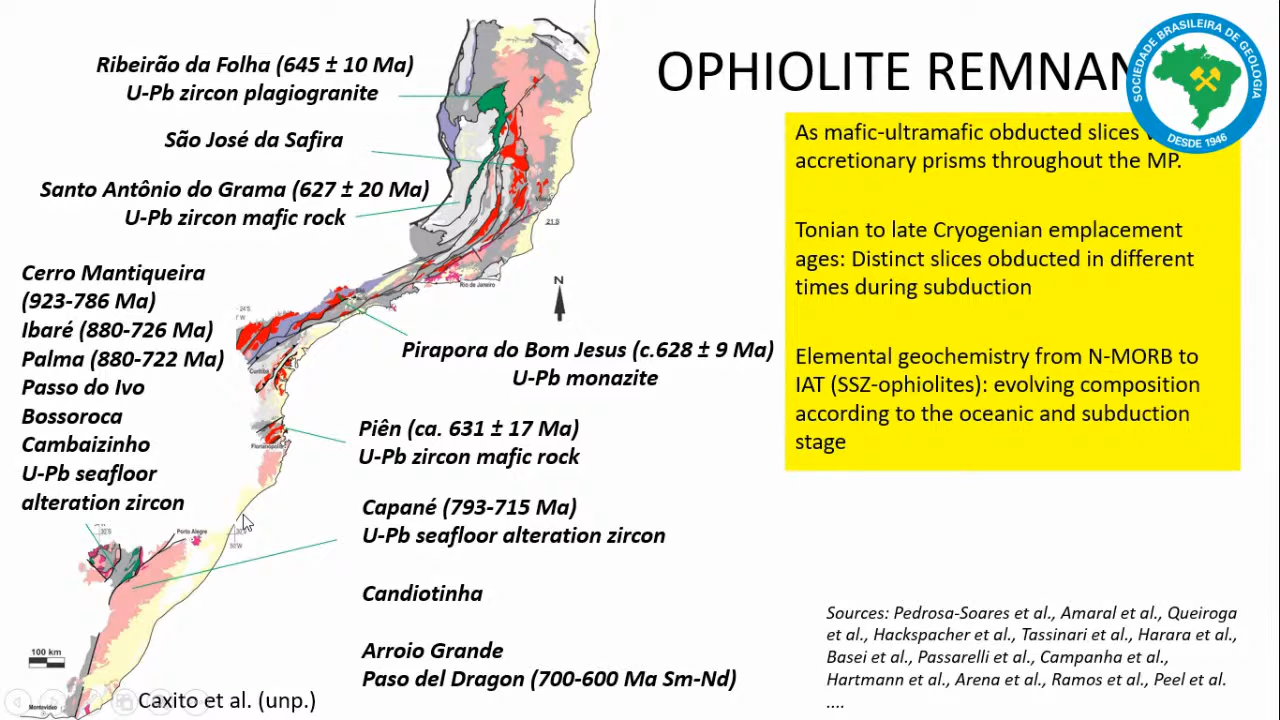 OPHIOLITE REMNAN
SOCIEDADE BRASILEIRA DE GEOLOGIA
DESDE 1946
Ribeirão da Folha (645 ± 10 Ma)
U-Pb zircon plagiogranite
São José da Safira
Santo Antônio do Grama (627 ± 20 Ma)
U-Pb zircon mafic rock
Cerro Mantiqueira
(923-786 Ma)
Ibaré (880-726 Ma)
Palma (880-722 Ma)
Passo do Ivo
Bossoroca
Cambaizinho
U-Pb seafloor
alteration zircon
Pirapora do Bom Jesus (c.628 ± 9 Ma)
U-Pb monazite
Piên (ca. 631 ± 17 Ma)
U-Pb zircon mafic rock
Capané (793-715 Ma)
U-Pb seafloor alteration zircon
Candiotinha
Arroio Grande
Paso del Dragon (700-600 Ma Sm-Nd)
21 S
Rio de Janeiro
N
Curitiba
Florianópolis
Porto Alegre
30°S
100 km
Montevideo
Caxito et al. (unp.)
As mafic-ultramafic obducted slices
accretionary prisms throughout the MP.
Tonian to late Cryogenian emplacement
ages: Distinct slices obducted in different
times during subduction
Elemental geochemistry from N-MORB to
IAT (SSZ-ophiolites): evolving composition
according to the oceanic and subduction
stage
Sources: Pedrosa-Soares et al., Amaral et al., Queiroga
et al., Hackspacher et al., Tassinari et al., Harara et al.,
Basei et al., Passarelli et al., Campanha et al.,
Hartmann et al., Arena et al., Ramos et al., Peel et al.
....